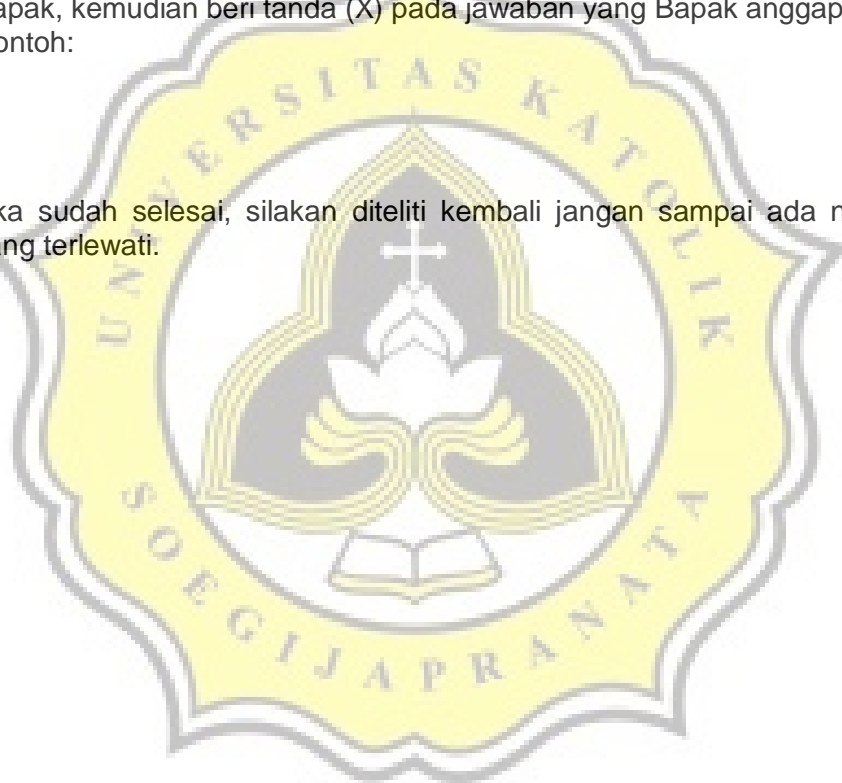 apak, kemudian beri tanda (X) pada jawaban yang Bapak anggap
ontoh:
ka sudah selesai, silakan diteliti kembali jangan sampai ada n
ang terlewati.
UNIVERSITAS KATOLIK
SOEGIJAPRANATA